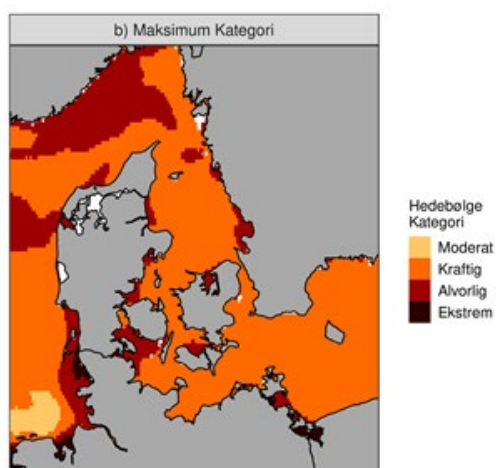 b) Maksimum Kategori
Hedebølge
Kategori
Moderat
Kraftig
Alvorlig
Ekstrem